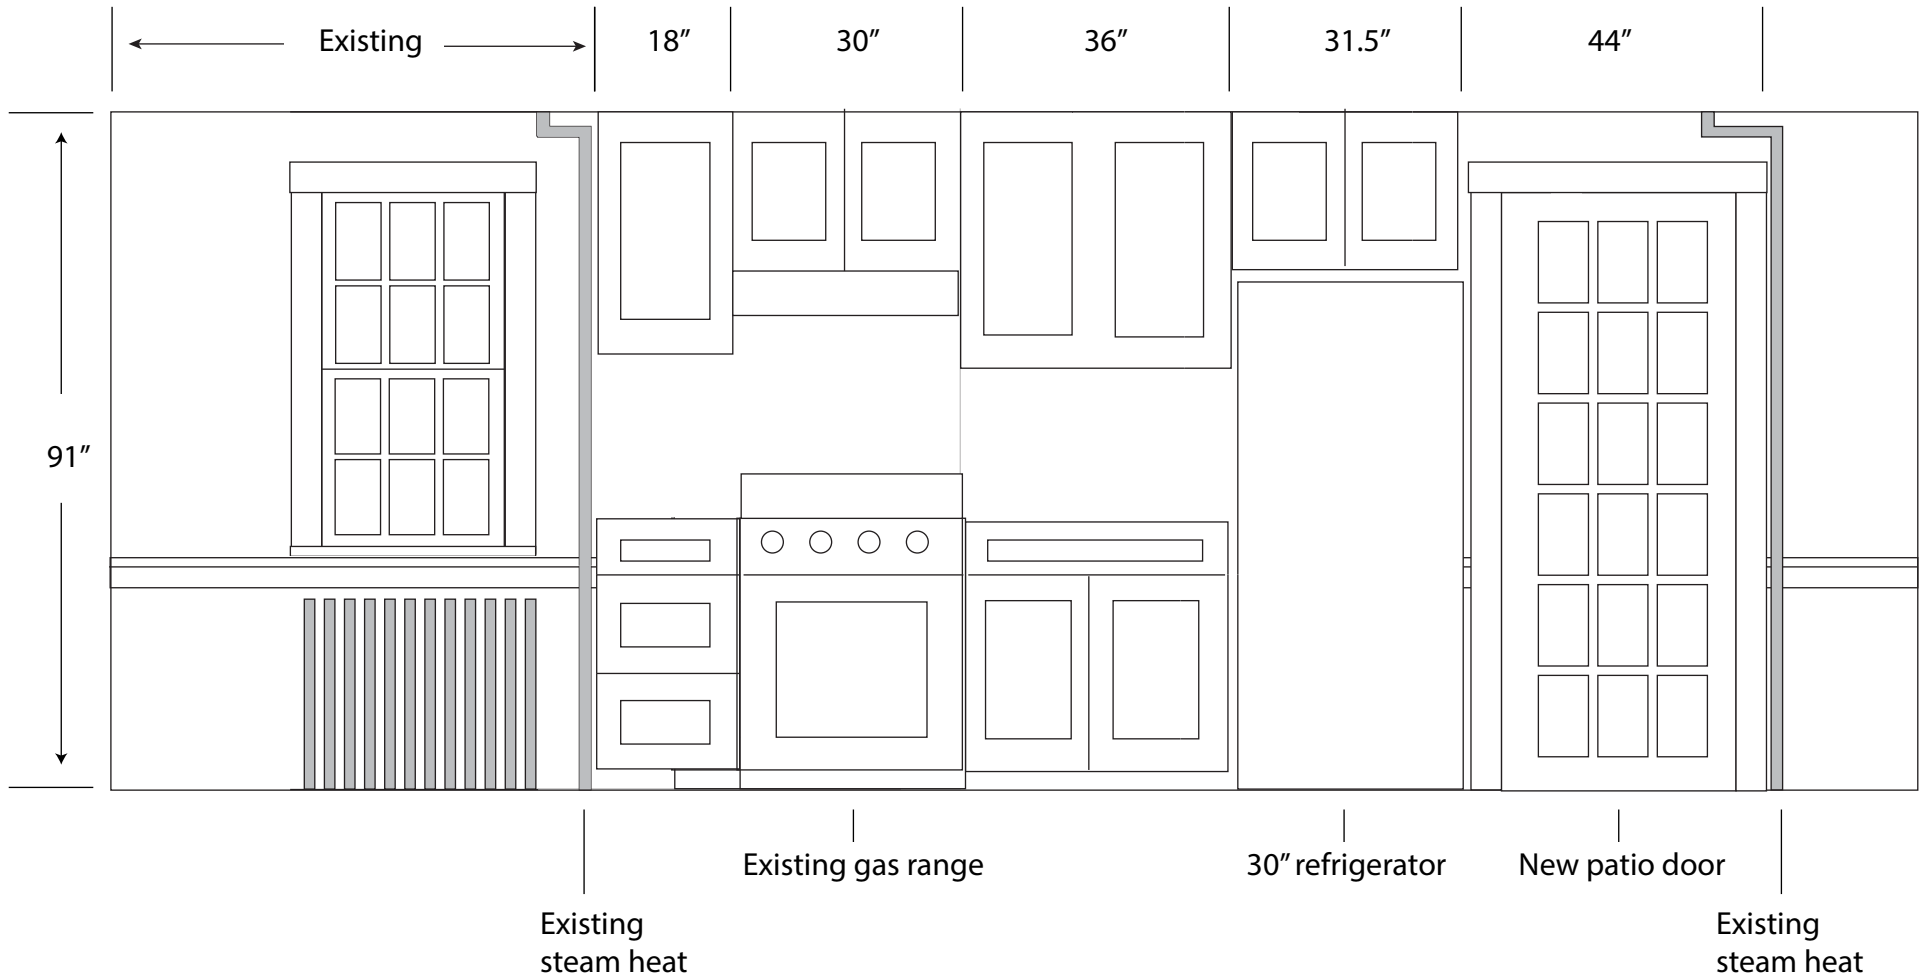 Existing
18″
30″
36″
31.5″
44″
91″
Existing gas range
30″ refrigerator
New patio door
Existing
steam heat
Existing
steam heat